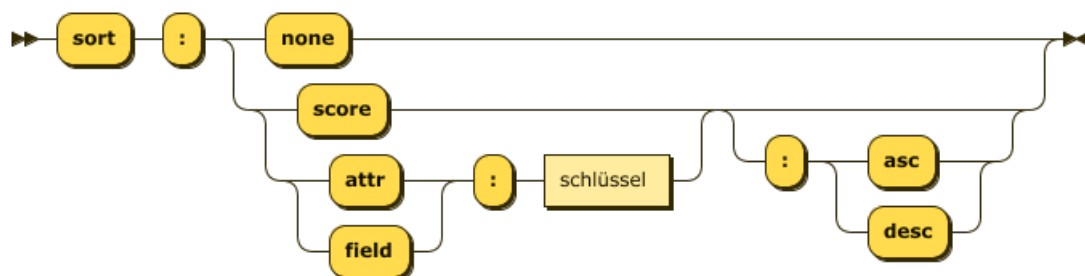 sort : none
score
attr : schlüssel : asc
field desc